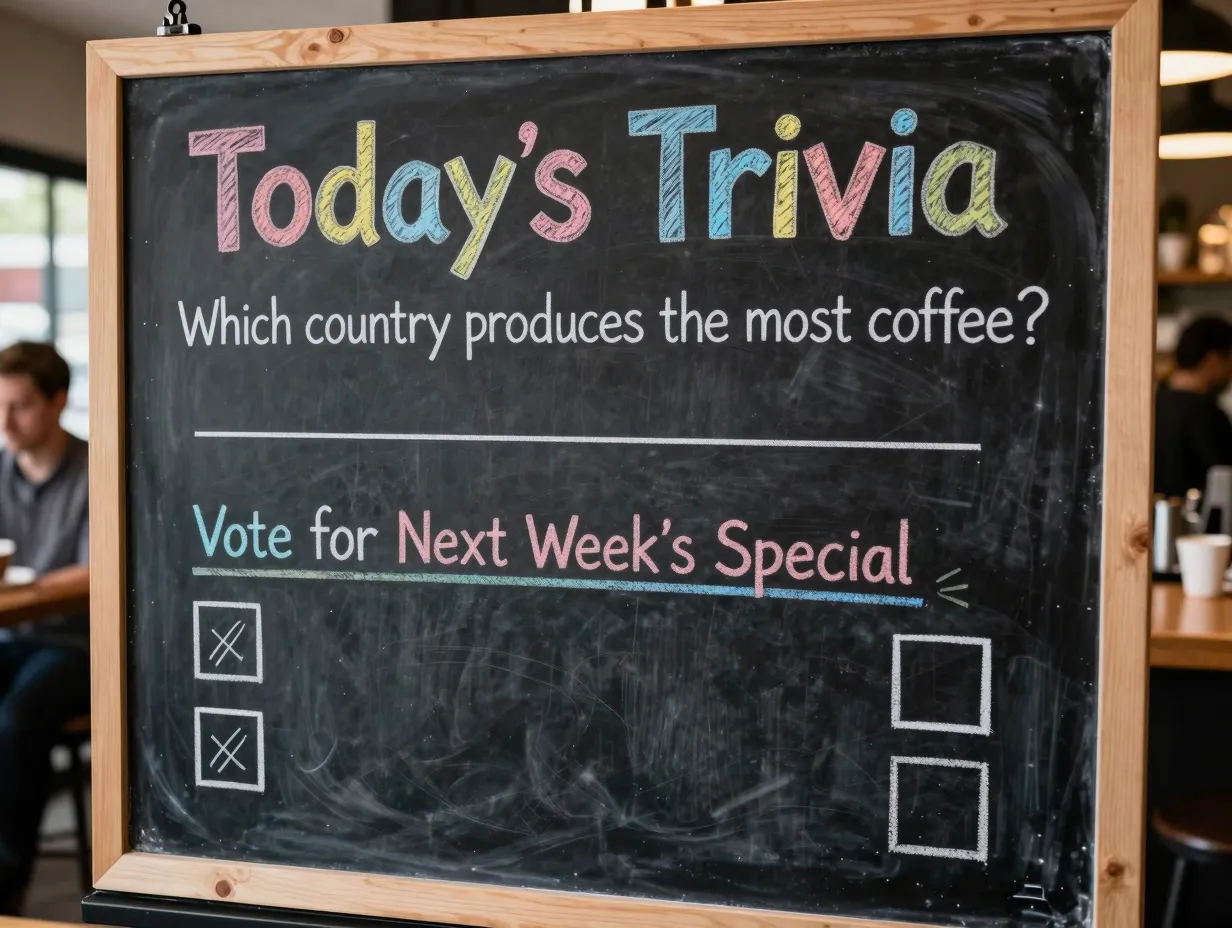 Today's Trivia
Which country produces the most coffee?
Vote for Next Week's Special